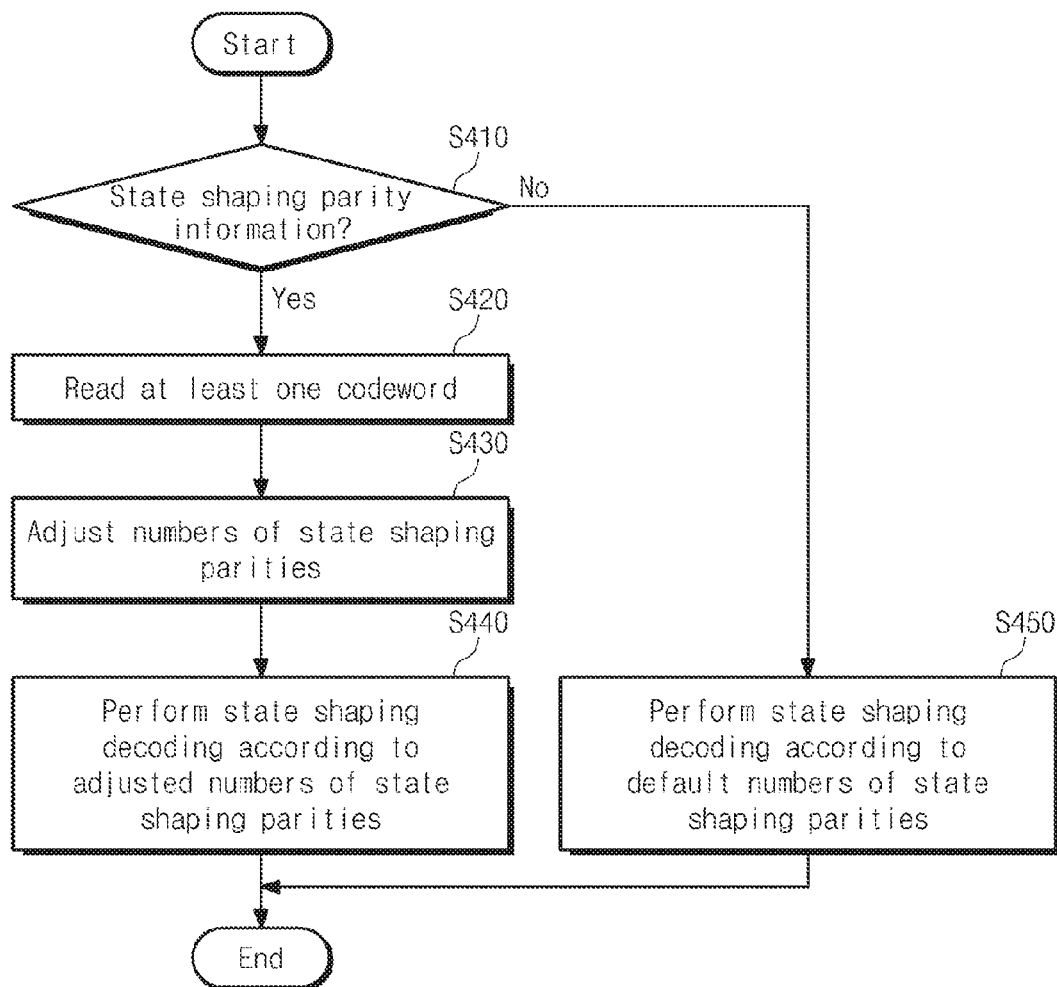 Start
S410
State shaping parity
information?
No
Yes
S420
Read at least one codeword
S430
Adjust numbers of state shaping
parities
S440
Perform state shaping
decoding according to
adjusted numbers of state
shaping parities
S450
Perform state shaping
decoding according to
default numbers of state
shaping parities
End